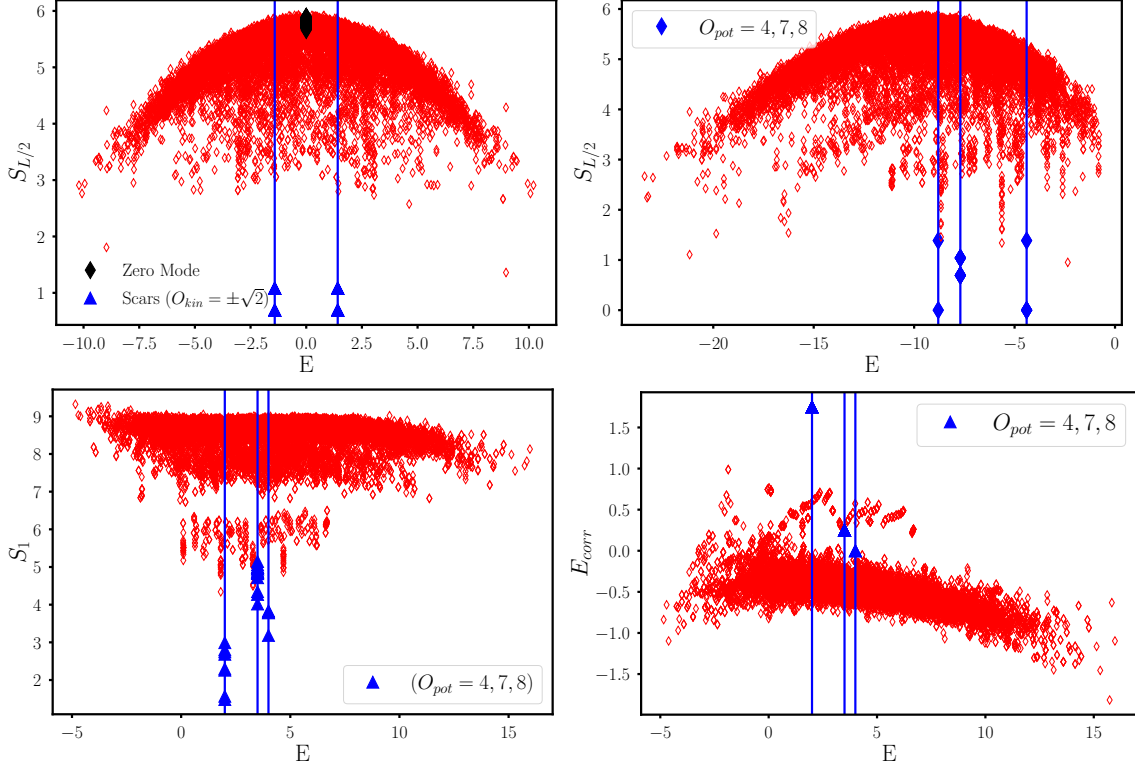 6
5
4
3
2
1
S_{L/2}
Zero Mode
Scars (O_{kin} = ±√2)
−10.0 −7.5 −5.0 −2.5 0.0 2.5 5.0 7.5 10.0
E
6
5
4
3
2
1
0
S_{L/2}
O_{pot} = 4, 7, 8
−20 −15 −10 −5 0
E
9
8
7
6
5
4
3
2
S_1
(O_{pot} = 4, 7, 8)
−5 0 5 10 15
E
1.5
1.0
0.5
0.0
−0.5
−1.0
−1.5
E_{corr}
O_{pot} = 4, 7, 8
−5 0 5 10 15
E